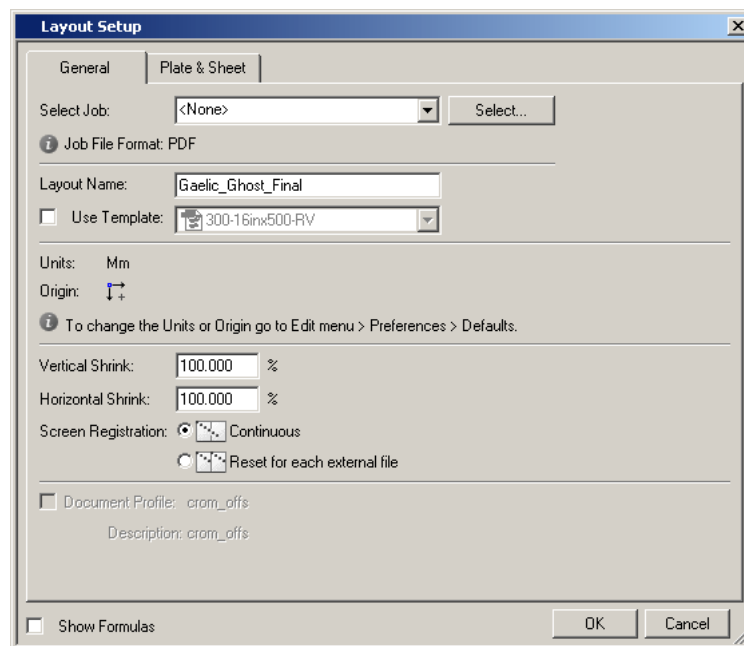 Layout Setup
General Plate & Sheet
Select Job: <None> Select...
Job File Format: PDF
Layout Name: Gaelic_Ghost_Final
Use Template: 300-16inx500-RV
Units: Mm
Origin:
To change the Units or Origin go to Edit menu > Preferences > Defaults.
Vertical Shrink: 100.000 %
Horizontal Shrink: 100.000 %
Screen Registration: Continuous
Reset for each external file
Document Profile: crom_offs
Description: crom_offs
Show Formulas OK Cancel